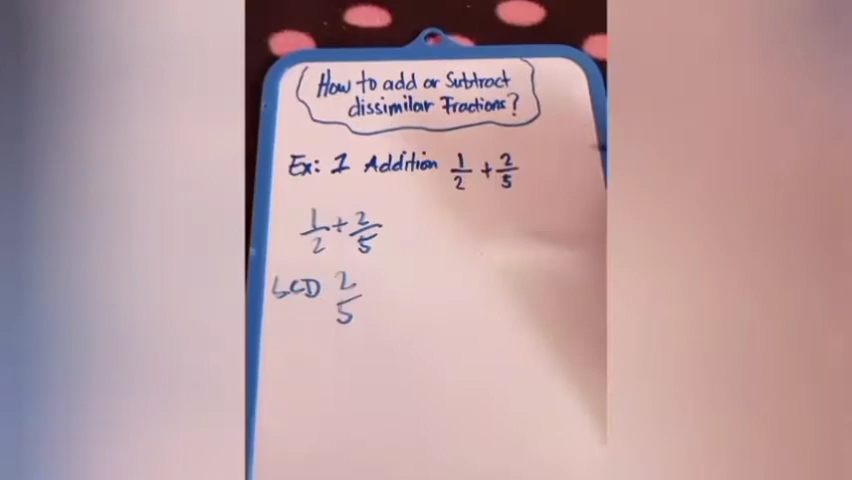 How to add or Subtract
dissimilar Fractions?
Ex: 1 Addition 1/2 + 2/5
1/2 + 2/5
LCD 2/5